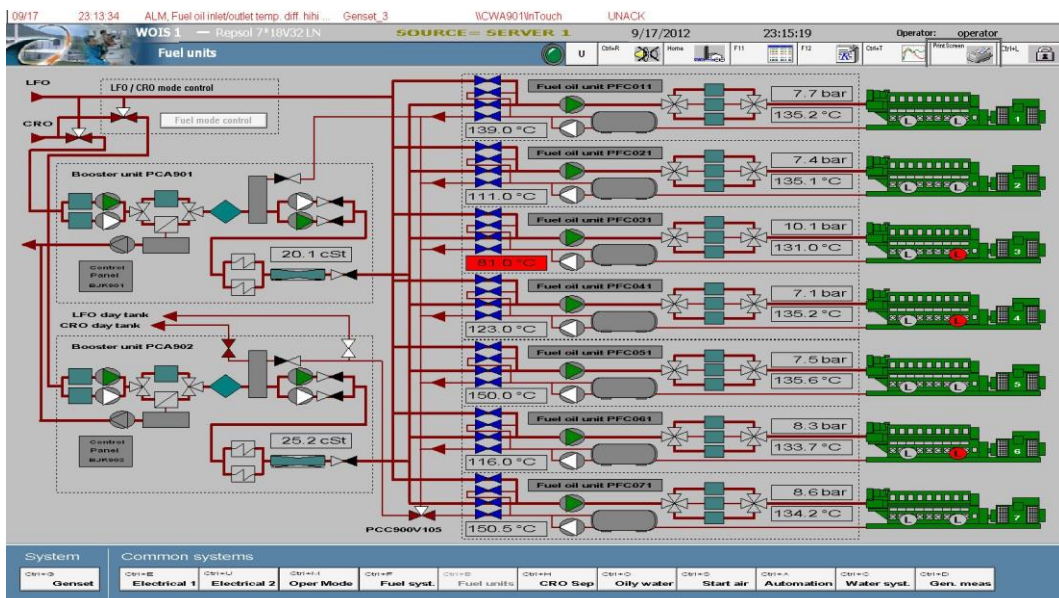 09/17 23:13:34 ALM, Fuel oil inlet/outlet temp. diff. hihi ... Genset_3 \\CWA901\InTouch UNACK
WOIS 1 — Repsol 7*18V32 LN SOURCE= SERVER 1 9/17/2012 23:15:19 Operator: operator
Fuel units U Ctrl+R Home F11 F12 Ctrl+T Print Screen Ctrl+L
LFO
LFO / CRO mode control
Fuel mode control
CRO
Booster unit PCA901
20.1 cSt
Control Panel
BJK901
LFO day tank
CRO day tank
Booster unit PCA902
25.2 cSt
Control Panel
BJK902
PCC900V105
Fuel oil unit PFC011
7.7 bar
135.2 °C
139.0 °C
L L 1
Fuel oil unit PFC021
7.4 bar
135.1 °C
111.0 °C
L L 2
Fuel oil unit PFC031
10.1 bar
131.0 °C
81.0 °C
L L 3
Fuel oil unit PFC041
7.1 bar
135.2 °C
123.0 °C
L L 4
Fuel oil unit PFC051
7.5 bar
135.6 °C
150.0 °C
L L 5
Fuel oil unit PFC061
8.3 bar
133.7 °C
116.0 °C
L L 6
Fuel oil unit PFC071
8.6 bar
134.2 °C
150.5 °C
L L 7
System Common systems
Ctrl+G Ctrl+E Ctrl+U Ctrl+M Ctrl+F Ctrl+H Ctrl+O Ctrl+S Ctrl+A Ctrl+D
Genset Electrical 1 Electrical 2 Oper Mode Fuel syst. Fuel units CRO Sep Oily water Start air Automation Water syst. Gen. meas